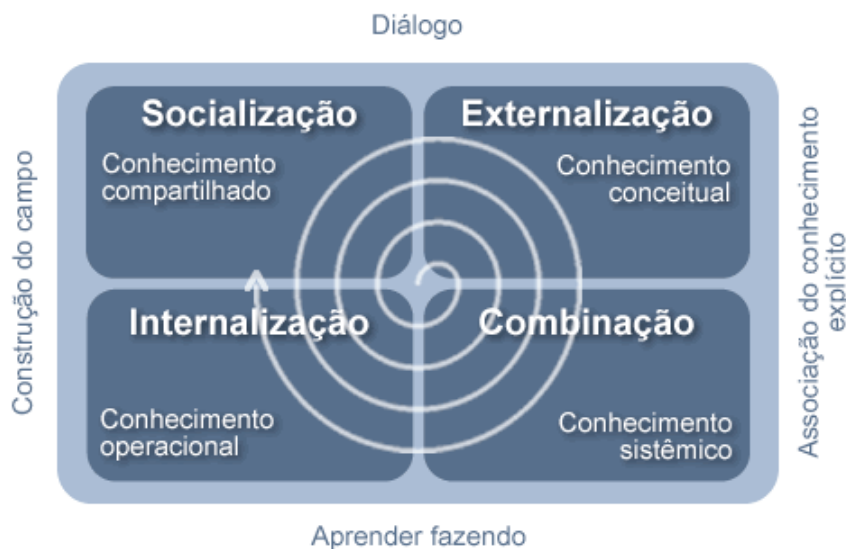 Diálogo
Construção do campo
Socialização
Conhecimento
compartilhado
Externalização
Conhecimento
conceitual
Associação do conhecimento
explícito
Internalização
Conhecimento
operacional
Combinação
Conhecimento
sistêmico
Aprender fazendo